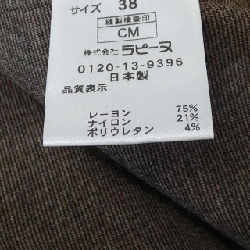 サイズ 38
縫製検査印
CM
株式会社ラピーヌ
0120-13-9396
日本製
品質表示
レーヨン 75%
ナイロン 21%
ポリウレタン 4%